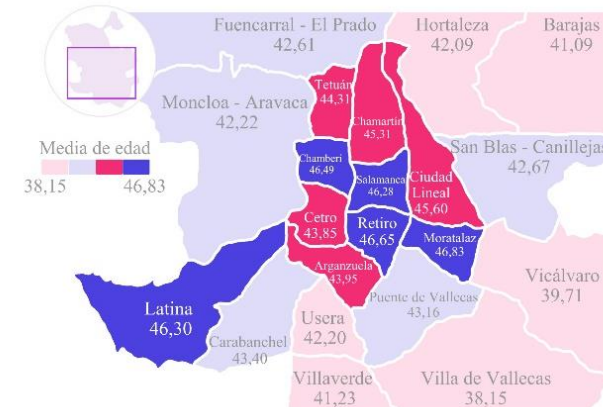 Fuencarral - El Prado
42,61
Hortaleza
42,09
Barajas
41,09
Tetuán
44,31
Chamartín
45,31
Moncloa - Aravaca
42,22
Media de edad
38,15
46,83
Chamberi
46,49
Salamanca
46,28
Ciudad
Lineal
45,60
San Blas - Canillejas
42,67
Cetro
43,85
Retiro
46,65
Moratalaz
46,83
Arganzuela
43,95
Latina
46,30
Carabanchel
43,40
Usera
42,20
Puente de Vallecas
43,16
Vicálvaro
39,71
Villaverde
41,23
Villa de Vallecas
38,15